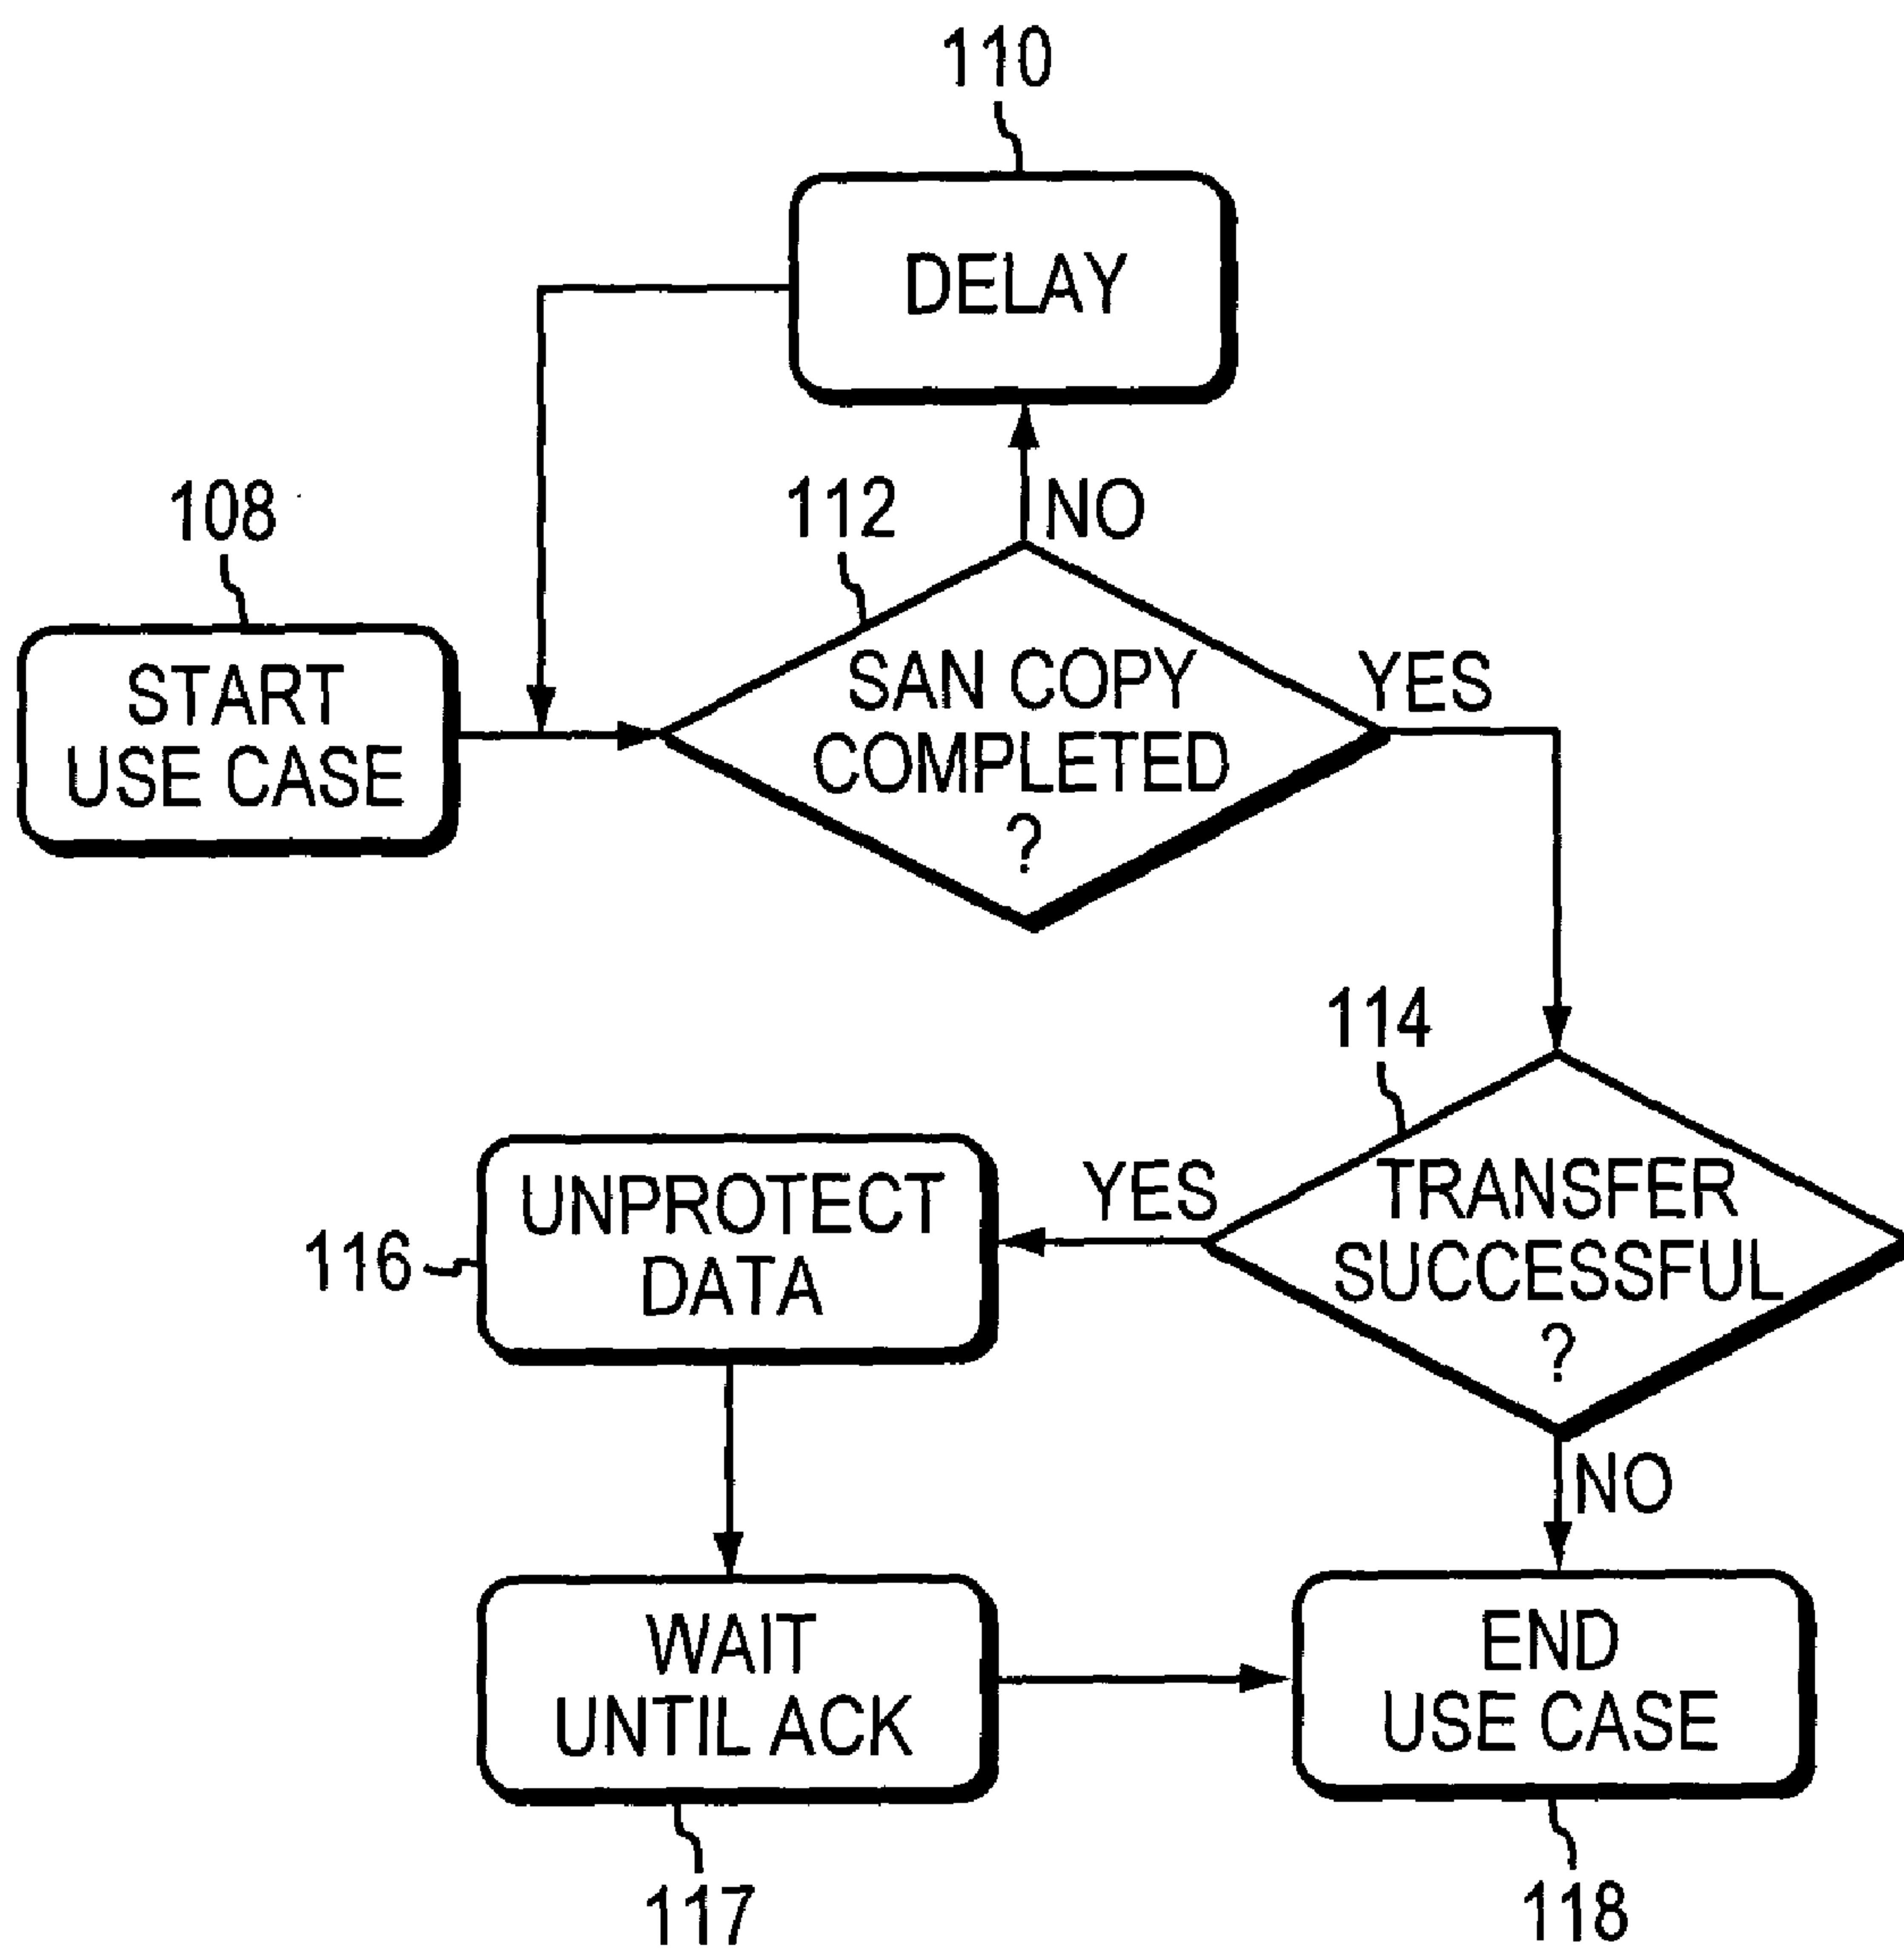 110
DELAY
108
112
NO
START
USE CASE
SAN COPY
COMPLETED
?
YES
114
UNPROTECT
DATA
116
YES
TRANSFER
SUCCESSFUL
?
NO
WAIT
UNTIL ACK
END
USE CASE
117
118